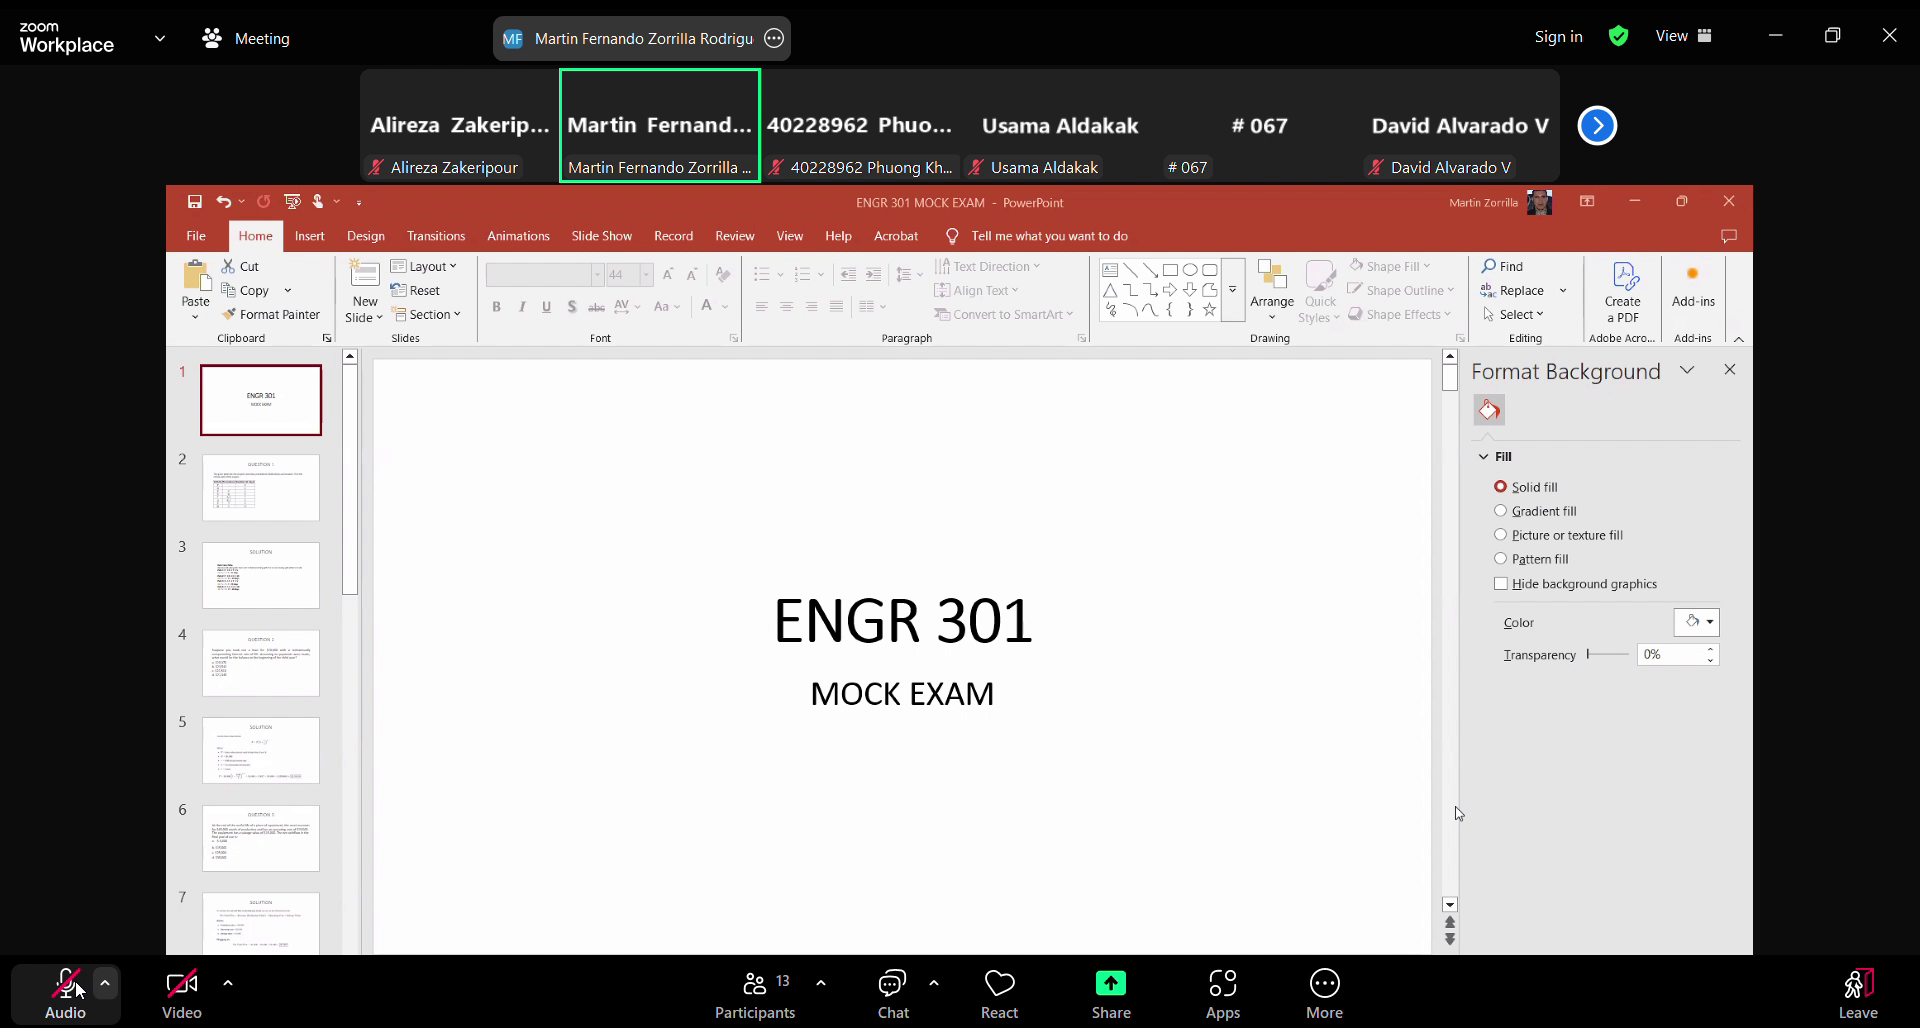 zoom
Workplace
Meeting
MF Martin Fernando Zorrilla Rodrigu
Sign in
View
Alireza Zakerip...
Martin Fernand...
40228962 Phuo...
Usama Aldakak
# 067
David Alvarado V
Alireza Zakeripour
Martin Fernando Zorrilla ...
40228962 Phuong Kh...
Usama Aldakak
# 067
David Alvarado V
ENGR 301 MOCK EXAM - PowerPoint
Martin Zorrilla
File Home Insert Design Transitions Animations Slide Show Record Review View Help Acrobat Tell me what you want to do
Paste
Cut
Copy
Format Painter
Clipboard
New
Slide
Layout
Reset
Section
Slides
44
B I U S abc AV Aa A
Font
Text Direction
Align Text
Convert to SmartArt
Paragraph
Arrange
Quick
Styles
Shape Fill
Shape Outline
Shape Effects
Drawing
Find
Replace
Select
Editing
Create
a PDF
Adobe Acro...
Add-ins
Add-ins
1
ENGR 301
MOCK EXAM
2
QUESTION 1
3
SOLUTION
4
QUESTION 2
5
SOLUTION
6
QUESTION 3
7
SOLUTION
ENGR 301
MOCK EXAM
Format Background
Fill
Solid fill
Gradient fill
Picture or texture fill
Pattern fill
Hide background graphics
Color
Transparency
0%
Audio
Video
Participants
13
Chat
React
Share
Apps
More
Leave